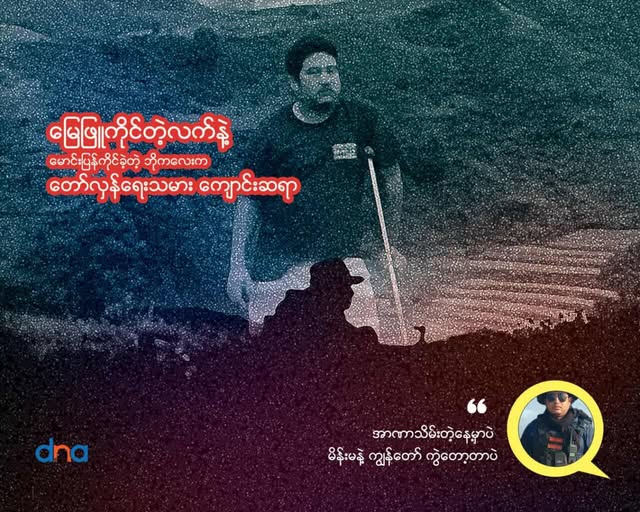 မြေဖြူကိုင်တဲ့လက်နဲ့
မောင်းပြန်ကိုင်ခဲ့တဲ့ ဘိုကလေးက
တော်လှန်ရေးသမား ကျောင်းဆရာ
“
အာဏာသိမ်းတဲ့နေ့မှာပဲ
မိန်းမနဲ့ ကျွန်တော် ကွဲတော့တာပဲ
dna